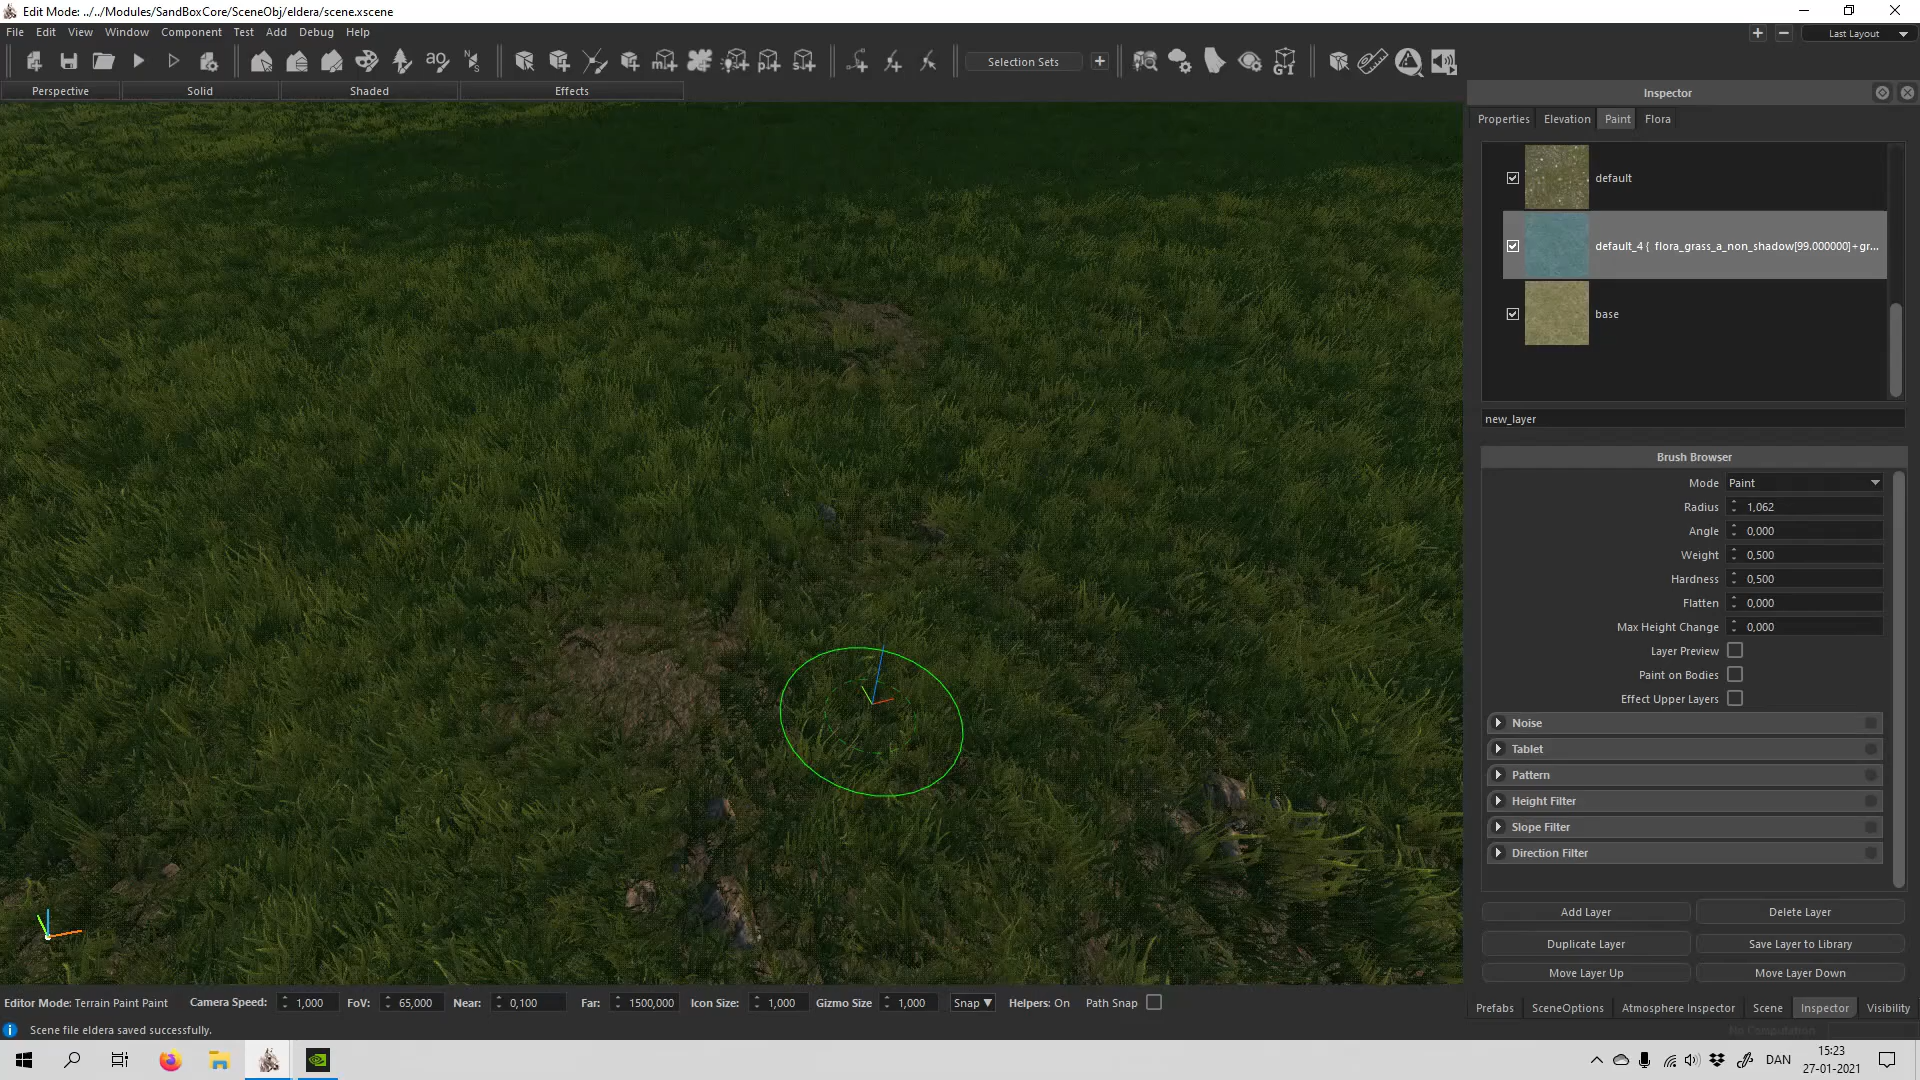 Edit Mode: ../../Modules/SandBoxCore/SceneObj/eldera/scene.xscene
File Edit View Window Component Test Add Debug Help
Last Layout
Selection Sets
Perspective Solid Shaded Effects
Inspector
Properties Elevation Paint Flora
default
default_4 { flora_grass_a_non_shadow[99.000000]+gr...
base
new_layer
Brush Browser
Mode Paint
Radius 1,062
Angle 0,000
Weight 0,500
Hardness 0,500
Flatten 0,000
Max Height Change 0,000
Layer Preview
Paint on Bodies
Effect Upper Layers
Noise
Tablet
Pattern
Height Filter
Slope Filter
Direction Filter
Add Layer Delete Layer
Duplicate Layer Save Layer to Library
Move Layer Up Move Layer Down
Editor Mode: Terrain Paint Paint Camera Speed: 1,000 FoV: 65,000 Near: 0,100 Far: 1500,000 Icon Size: 1,000 Gizmo Size 1,000 Snap Helpers: On Path Snap
Prefabs SceneOptions Atmosphere Inspector Scene Inspector Visibility
Scene file eldera saved successfully.
No Computation
DAN
15:23
27-01-2021